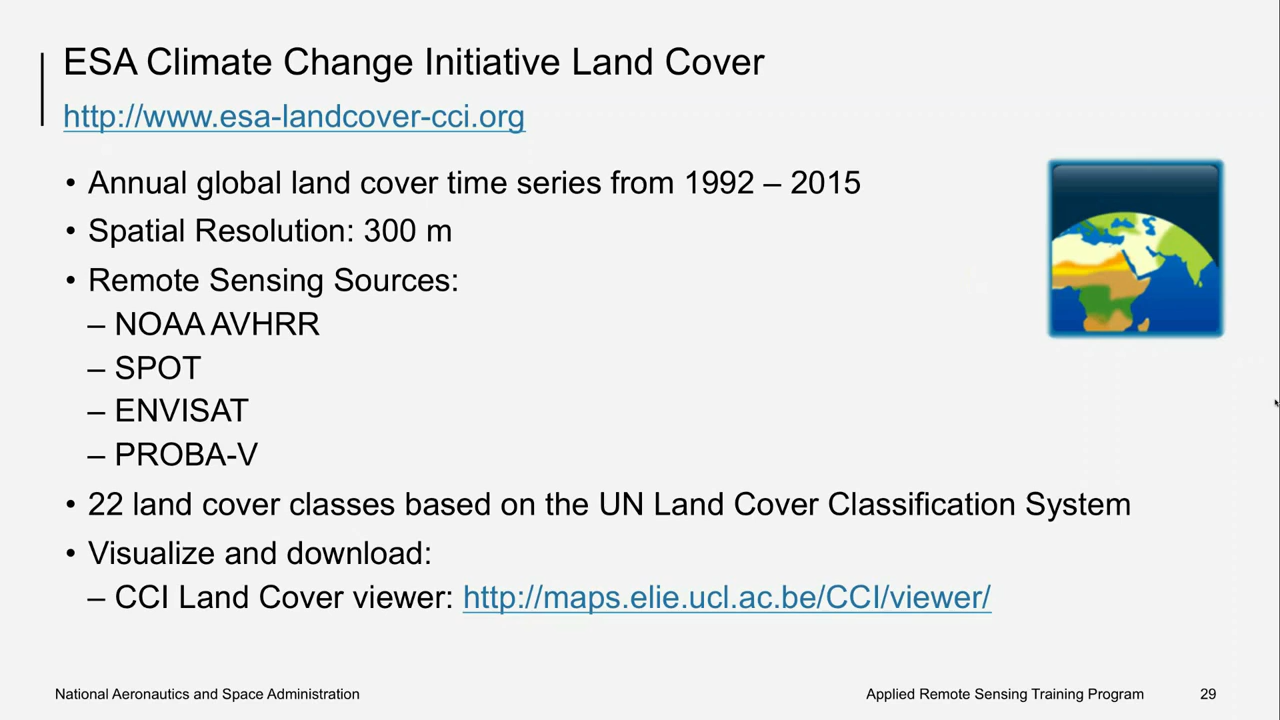 ESA Climate Change Initiative Land Cover
http://www.esa-landcover-cci.org
• Annual global land cover time series from 1992 – 2015
• Spatial Resolution: 300 m
• Remote Sensing Sources:
– NOAA AVHRR
– SPOT
– ENVISAT
– PROBA-V
• 22 land cover classes based on the UN Land Cover Classification System
• Visualize and download:
– CCI Land Cover viewer: http://maps.elie.ucl.ac.be/CCI/viewer/
National Aeronautics and Space Administration
Applied Remote Sensing Training Program 29